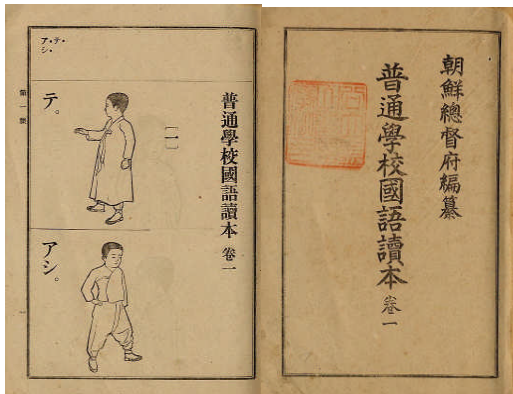 朝鮮總督府編纂
普通學校國語讀本 卷一
普通學校國語讀本 卷一
〔一〕
テ。
アシ。
ア・テ・
シ・